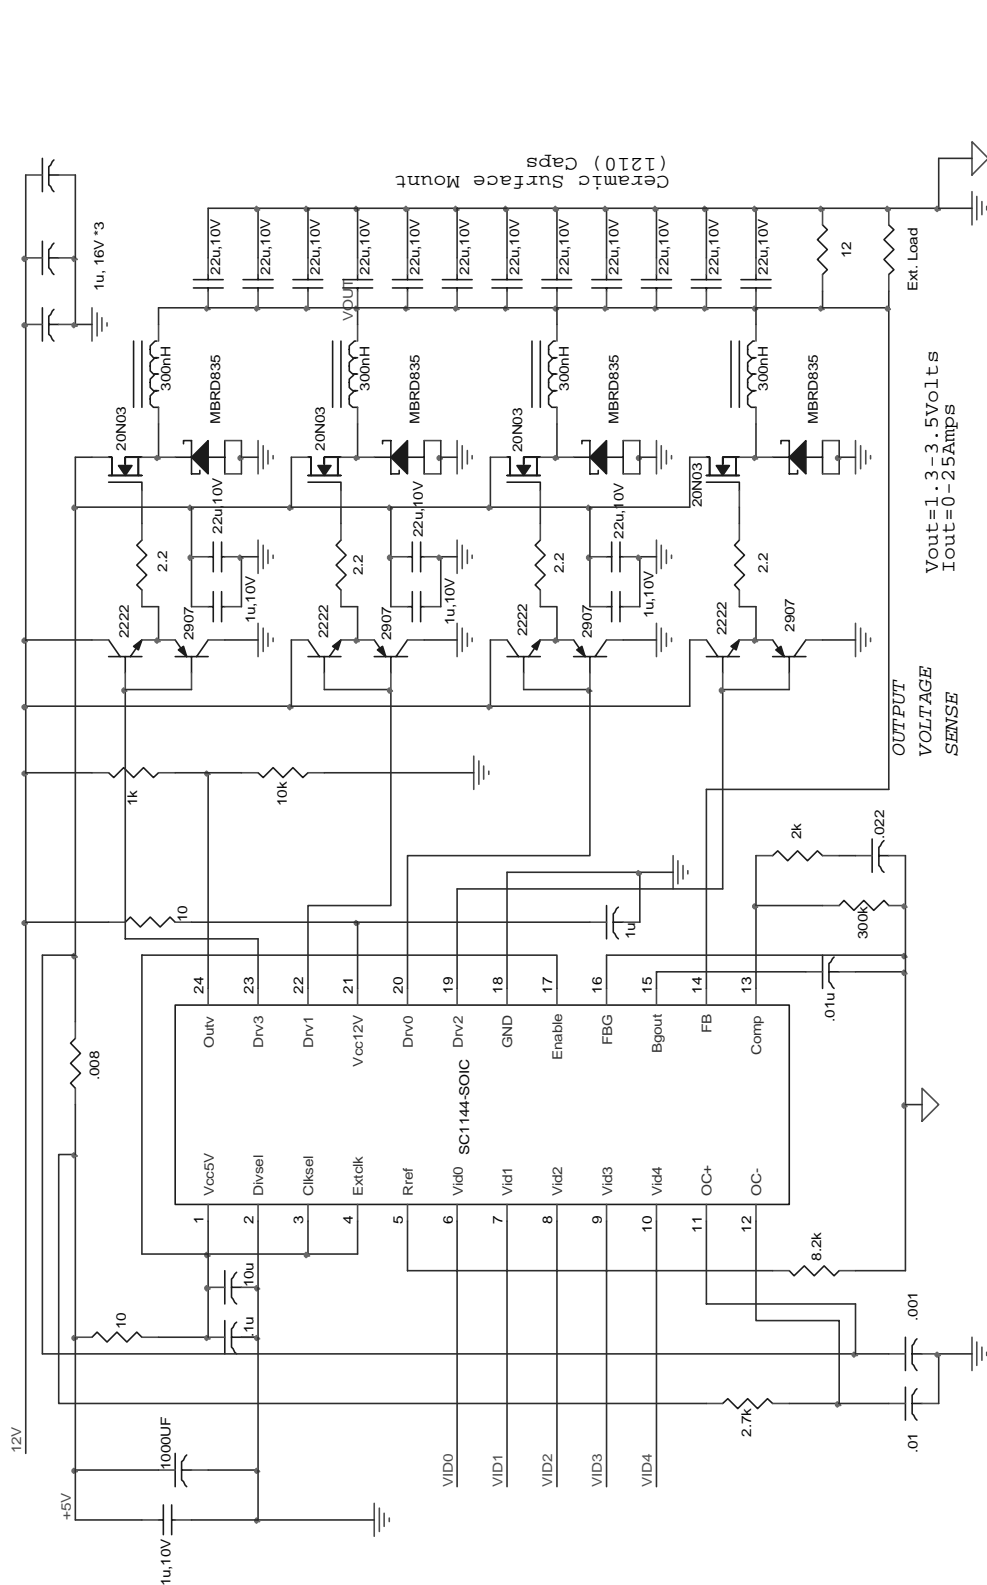 12V
+5V
1u,10V
1000UF
10
.1u
10u
.008
1u, 16V *3
10
1k
10k
1u
2222
2907
2.2
1u,10V
22u,10V
20N03
MBRD835
300nH
2222
2907
2.2
1u,10V
22u,10V
20N03
MBRD835
300nH
2222
2907
2.2
1u,10V
22u,10V
20N03
MBRD835
300nH
2222
2907
2.2
20N03
MBRD835
300nH
VOUT
22u,10V
22u,10V
22u,10V
22u,10V
22u,10V
22u,10V
22u,10V
22u,10V
22u,10V
22u,10V
22u,10V
22u,10V
12
Ext. Load
Ceramic Surface Mount
(1210) Caps
1
Vcc5V
2
Divsel
3
Clksel
4
Extclk
5
Rref
6
Vid0
7
Vid1
8
Vid2
9
Vid3
10
Vid4
11
OC+
12
OC-
SC1144-SOIC
24
Outv
23
Drv3
22
Drv1
21
Vcc12V
20
Drv0
19
Drv2
18
GND
17
Enable
16
FBG
15
Bgout
14
FB
13
Comp
VID0
VID1
VID2
VID3
VID4
2.7k
8.2k
.01
.001
.01u
300k
2k
.022
OUTPUT
VOLTAGE
SENSE
Vout=1.3-3.5Volts
Iout=0-25Amps